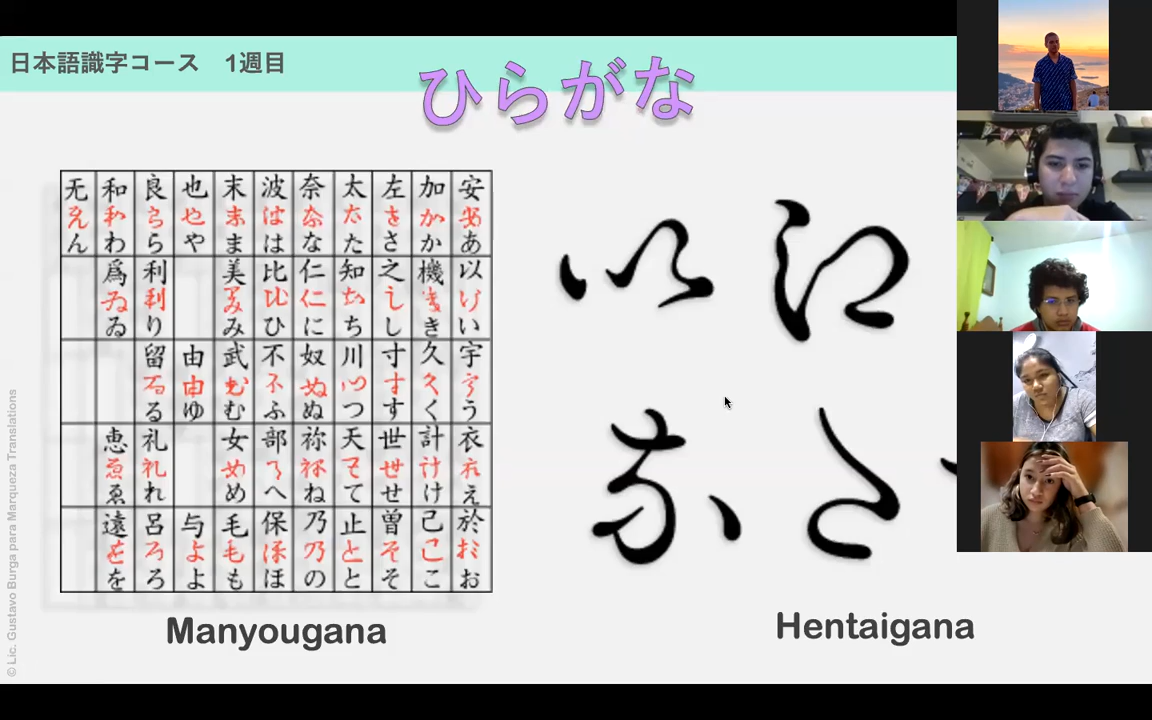 日本語識字コース 1週目
ひらがな
无 和 良 也 末 波 奈 太 左 加 安
ん わ ら や ま は な た さ か あ
爲 利 美 比 仁 知 之 機 以
ゐ り み ひ に ち し き い
留 由 武 不 奴 川 寸 久 宇
る ゆ む ふ ぬ つ す く う
恵 礼 女 部 祢 天 世 計 衣
ゑ れ め へ ね て せ け え
遠 呂 与 毛 保 乃 止 曽 己 於
を ろ よ も ほ の と そ こ お
Manyougana
Hentaigana
© Lic. Gustavo Burga para Marqueza Translations